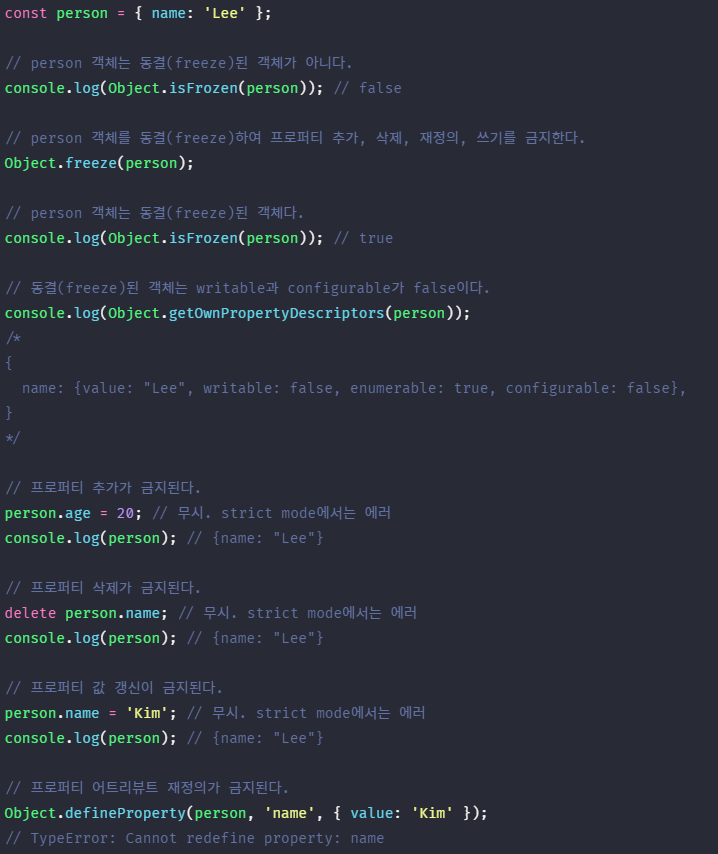 const person = { name: 'Lee' };
// person 객체는 동결(freeze)된 객체가 아니다.
console.log(Object.isFrozen(person)); // false
// person 객체를 동결(freeze)하여 프로퍼티 추가, 삭제, 재정의, 쓰기를 금지한다.
Object.freeze(person);
// person 객체는 동결(freeze)된 객체다.
console.log(Object.isFrozen(person)); // true
// 동결(freeze)된 객체는 writable과 configurable가 false이다.
console.log(Object.getOwnPropertyDescriptors(person));
/*
{
  name: {value: "Lee", writable: false, enumerable: true, configurable: false},
}
*/
// 프로퍼티 추가가 금지된다.
person.age = 20; // 무시. strict mode에서는 에러
console.log(person); // {name: "Lee"}
// 프로퍼티 삭제가 금지된다.
delete person.name; // 무시. strict mode에서는 에러
console.log(person); // {name: "Lee"}
// 프로퍼티 값 갱신이 금지된다.
person.name = 'Kim'; // 무시. strict mode에서는 에러
console.log(person); // {name: "Lee"}
// 프로퍼티 어트리뷰트 재정의가 금지된다.
Object.defineProperty(person, 'name', { value: 'Kim' });
// TypeError: Cannot redefine property: name